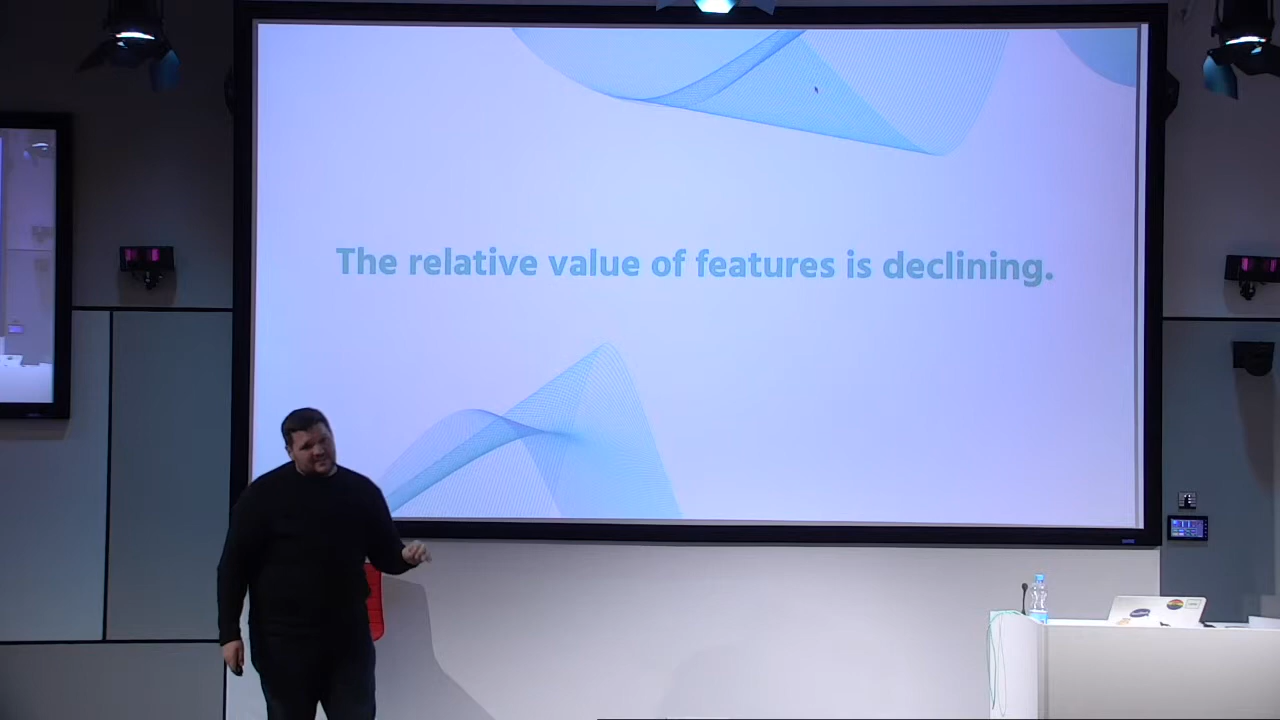 The relative value of features is declining.